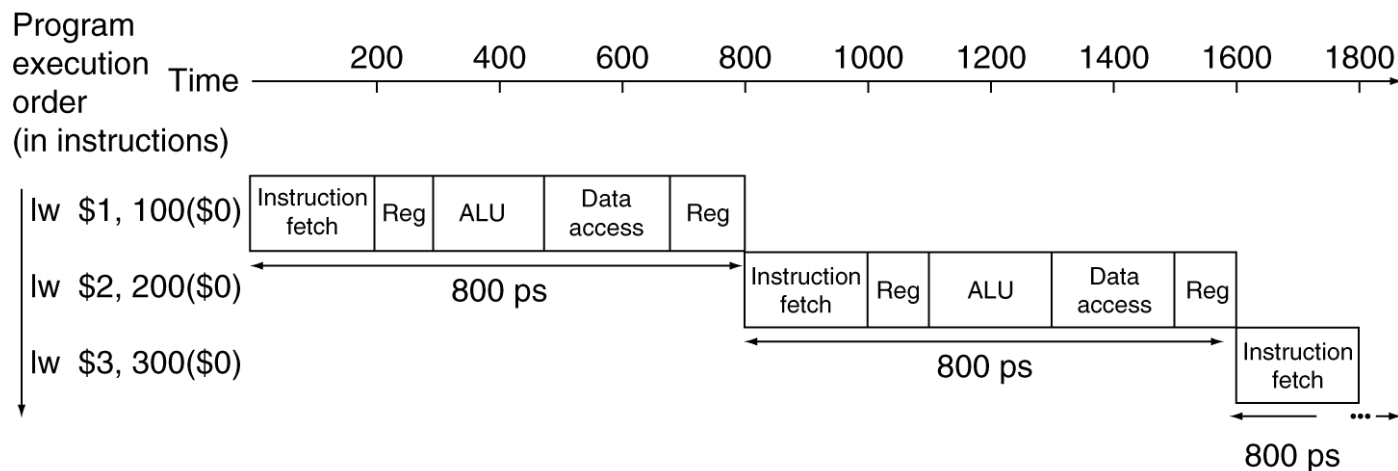 Program
execution
order
(in instructions)
Time
200 400 600 800 1000 1200 1400 1600 1800
lw $1, 100($0)
Instruction
fetch
Reg
ALU
Data
access
Reg
800 ps
lw $2, 200($0)
Instruction
fetch
Reg
ALU
Data
access
Reg
800 ps
lw $3, 300($0)
Instruction
fetch
...
800 ps